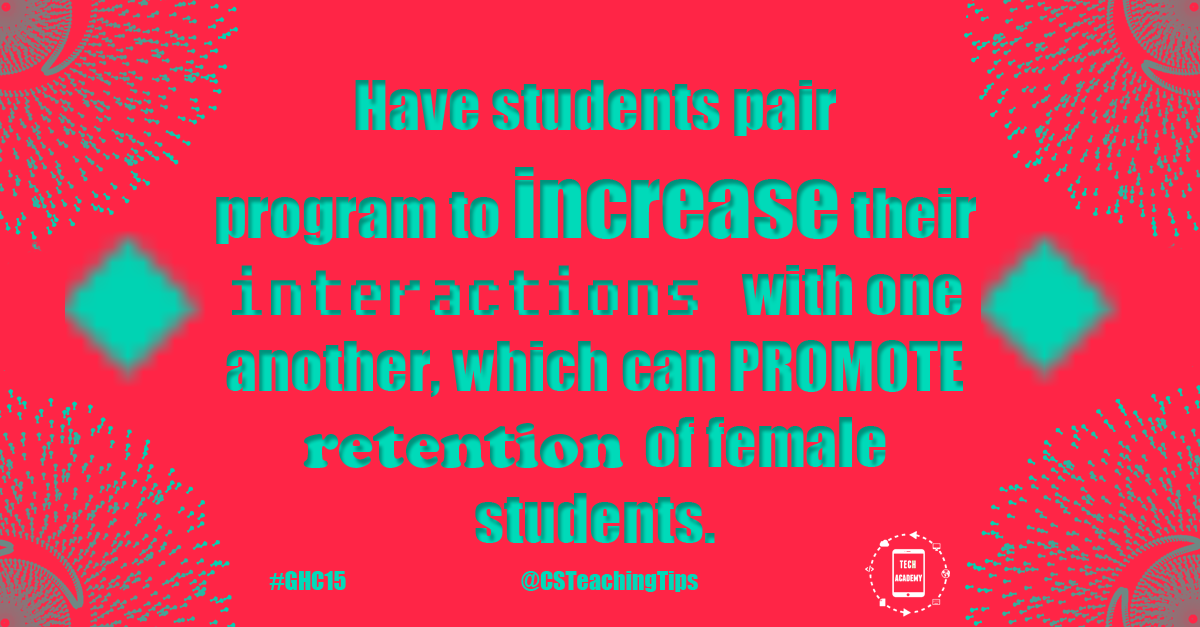 Have students pair
program to increase their
interactions with one
another, which can PROMOTE
retention of female
students.
#GHC15 @CSTeachingTips
TECH
ACADEMY